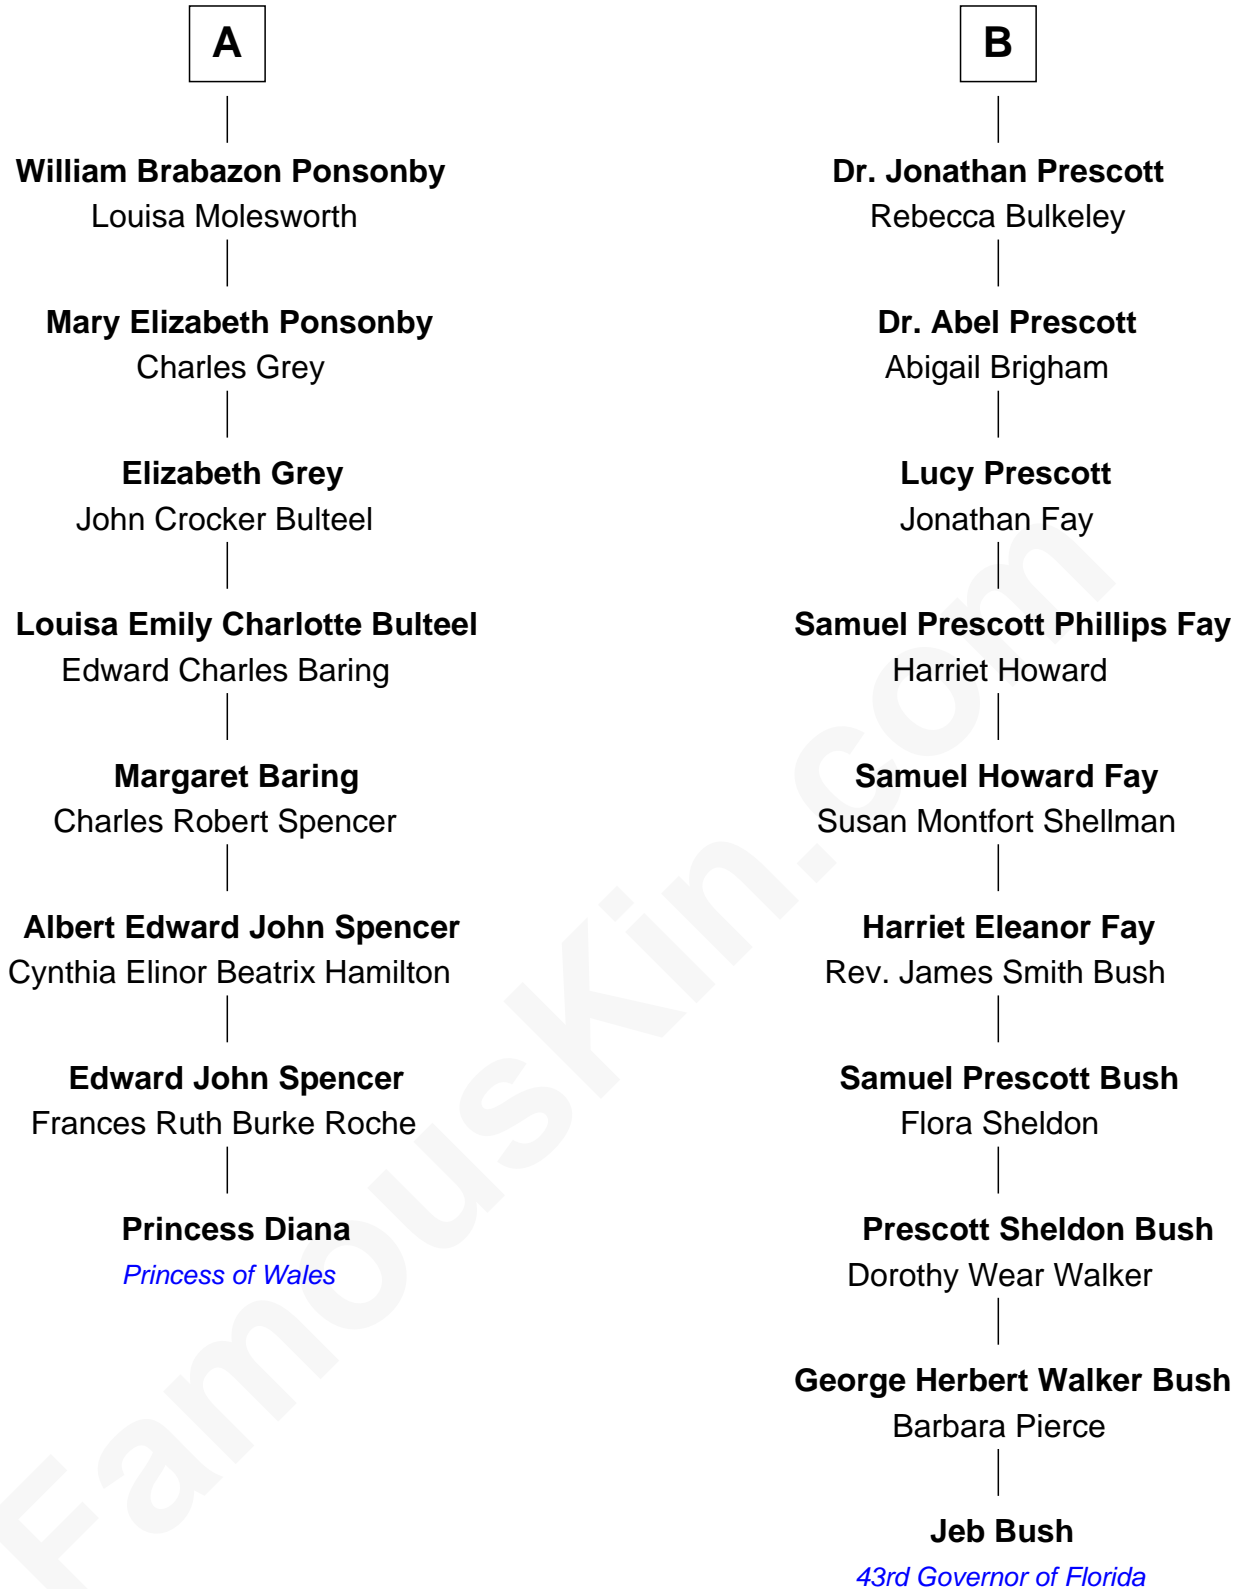 A
B
William Brabazon Ponsonby
Louisa Molesworth
Dr. Jonathan Prescott
Rebecca Bulkeley
Mary Elizabeth Ponsonby
Charles Grey
Dr. Abel Prescott
Abigail Brigham
Elizabeth Grey
John Crocker Bulteel
Lucy Prescott
Jonathan Fay
Louisa Emily Charlotte Bulteel
Edward Charles Baring
Samuel Prescott Phillips Fay
Harriet Howard
Margaret Baring
Charles Robert Spencer
Samuel Howard Fay
Susan Montfort Shellman
Albert Edward John Spencer
Cynthia Elinor Beatrix Hamilton
Harriet Eleanor Fay
Rev. James Smith Bush
Edward John Spencer
Frances Ruth Burke Roche
Samuel Prescott Bush
Flora Sheldon
Princess Diana
Princess of Wales
Prescott Sheldon Bush
Dorothy Wear Walker
George Herbert Walker Bush
Barbara Pierce
Jeb Bush
43rd Governor of Florida
FamousKin.com